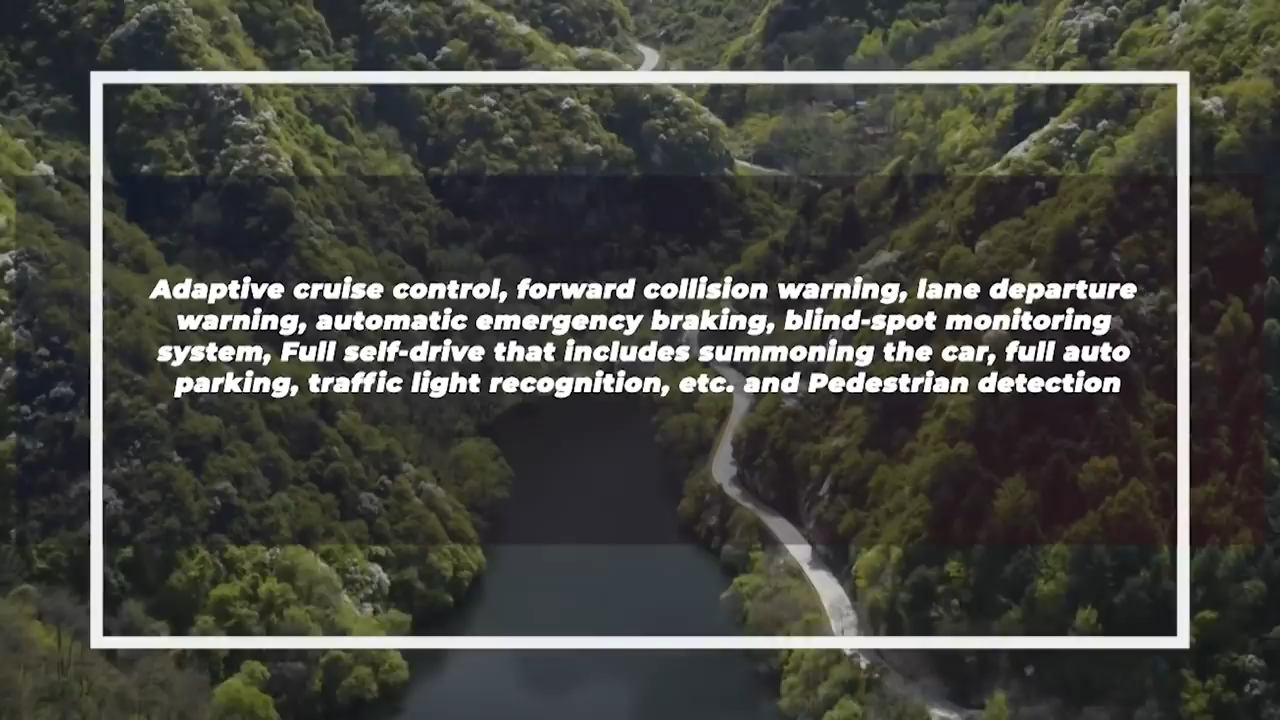 Adaptive cruise control, forward collision warning, lane departure
warning, automatic emergency braking, blind-spot monitoring
system, Full self-drive that includes summoning the car, full auto
parking, traffic light recognition, etc. and Pedestrian detection